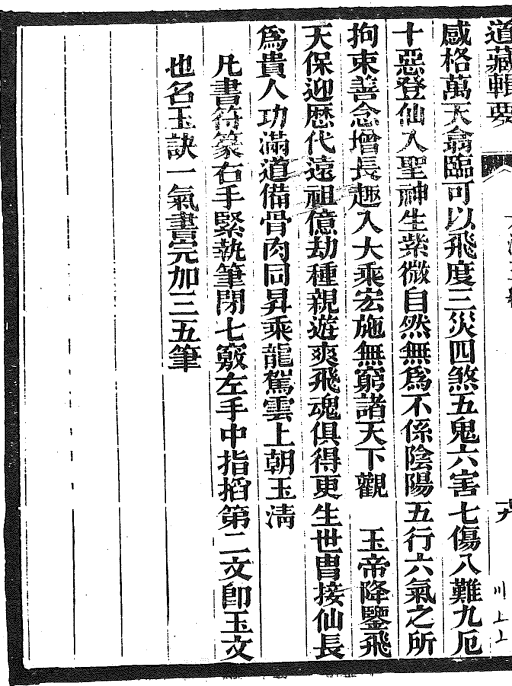 道藏輯要
感格萬天翕臨可以飛度三災四煞五鬼六害七傷八難九厄
十惡登仙入聖神生紫微自然無爲不係陰陽五行六氣之所
拘束善念增長趣入大乘宏施無窮諸天下觀　玉帝降鑒飛
天保迎歷代遠祖億劫種親遊爽飛魂俱得更生世冑接仙長
爲貴人功滿道備骨肉同昇乘龍駕雲上朝玉清
凡書符篆右手緊執筆閉七竅左手中指掐第二文卽玉文
也名玉訣一氣書完加三五筆